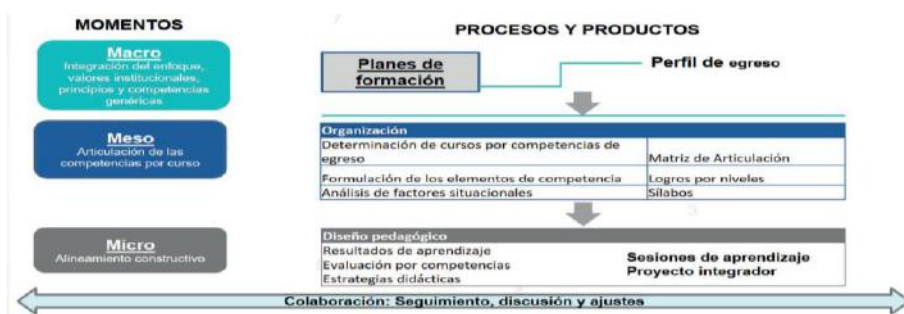 MOMENTOS
PROCESOS Y PRODUCTOS
Macro
Integración del enfoque,
valores institucionales,
principios y competencias
genéricas
Planes de
formación
Perfil de egreso
Meso
Articulación de las
competencias por curso
Organización
Determinación de cursos por competencias de
egreso
Matriz de Articulación
Formulación de los elementos de competencia
Logros por niveles
Análisis de factores situacionales
Sílabos
Micro
Alineamiento constructivo
Diseño pedagógico
Resultados de aprendizaje
Evaluación por competencias
Estrategias didácticas
Sesiones de aprendizaje
Proyecto integrador
Colaboración: Seguimiento, discusión y ajustes